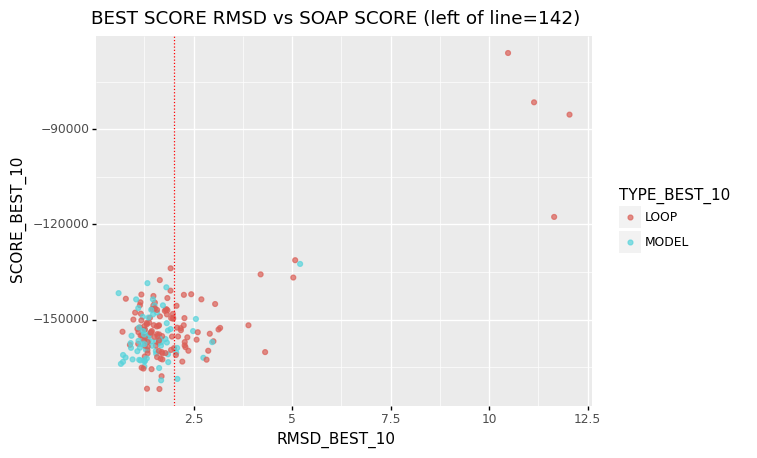 BEST SCORE RMSD vs SOAP SCORE (left of line=142)
SCORE_BEST_10
−90000
−120000
−150000
2.5
5
7.5
10
12.5
RMSD_BEST_10
TYPE_BEST_10
LOOP
MODEL